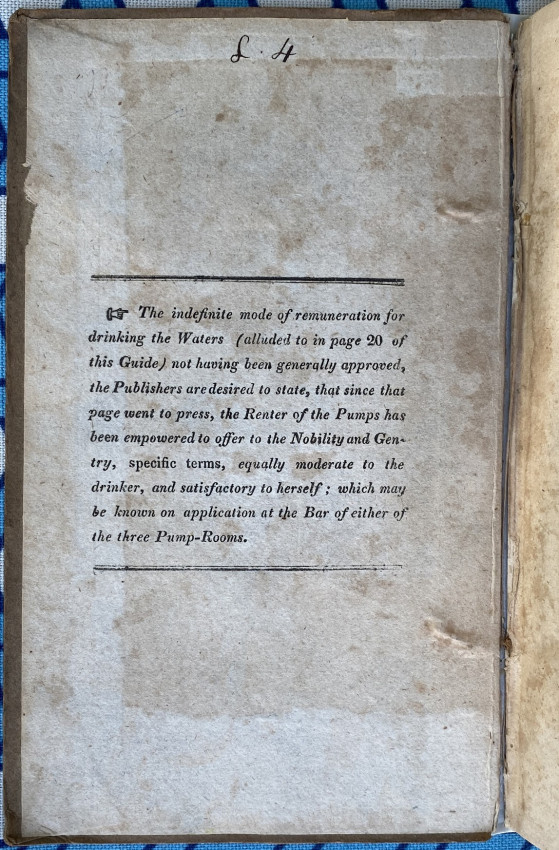 £. 4
☞ The indefinite mode of remuneration for
drinking the Waters (alluded to in page 20 of
this Guide) not having been generally approved,
the Publishers are desired to state, that since that
page went to press, the Renter of the Pumps has
been empowered to offer to the Nobility and Gen-
try, specific terms, equally moderate to the
drinker, and satisfactory to herself; which may
be known on application at the Bar of either of
the three Pump-Rooms.